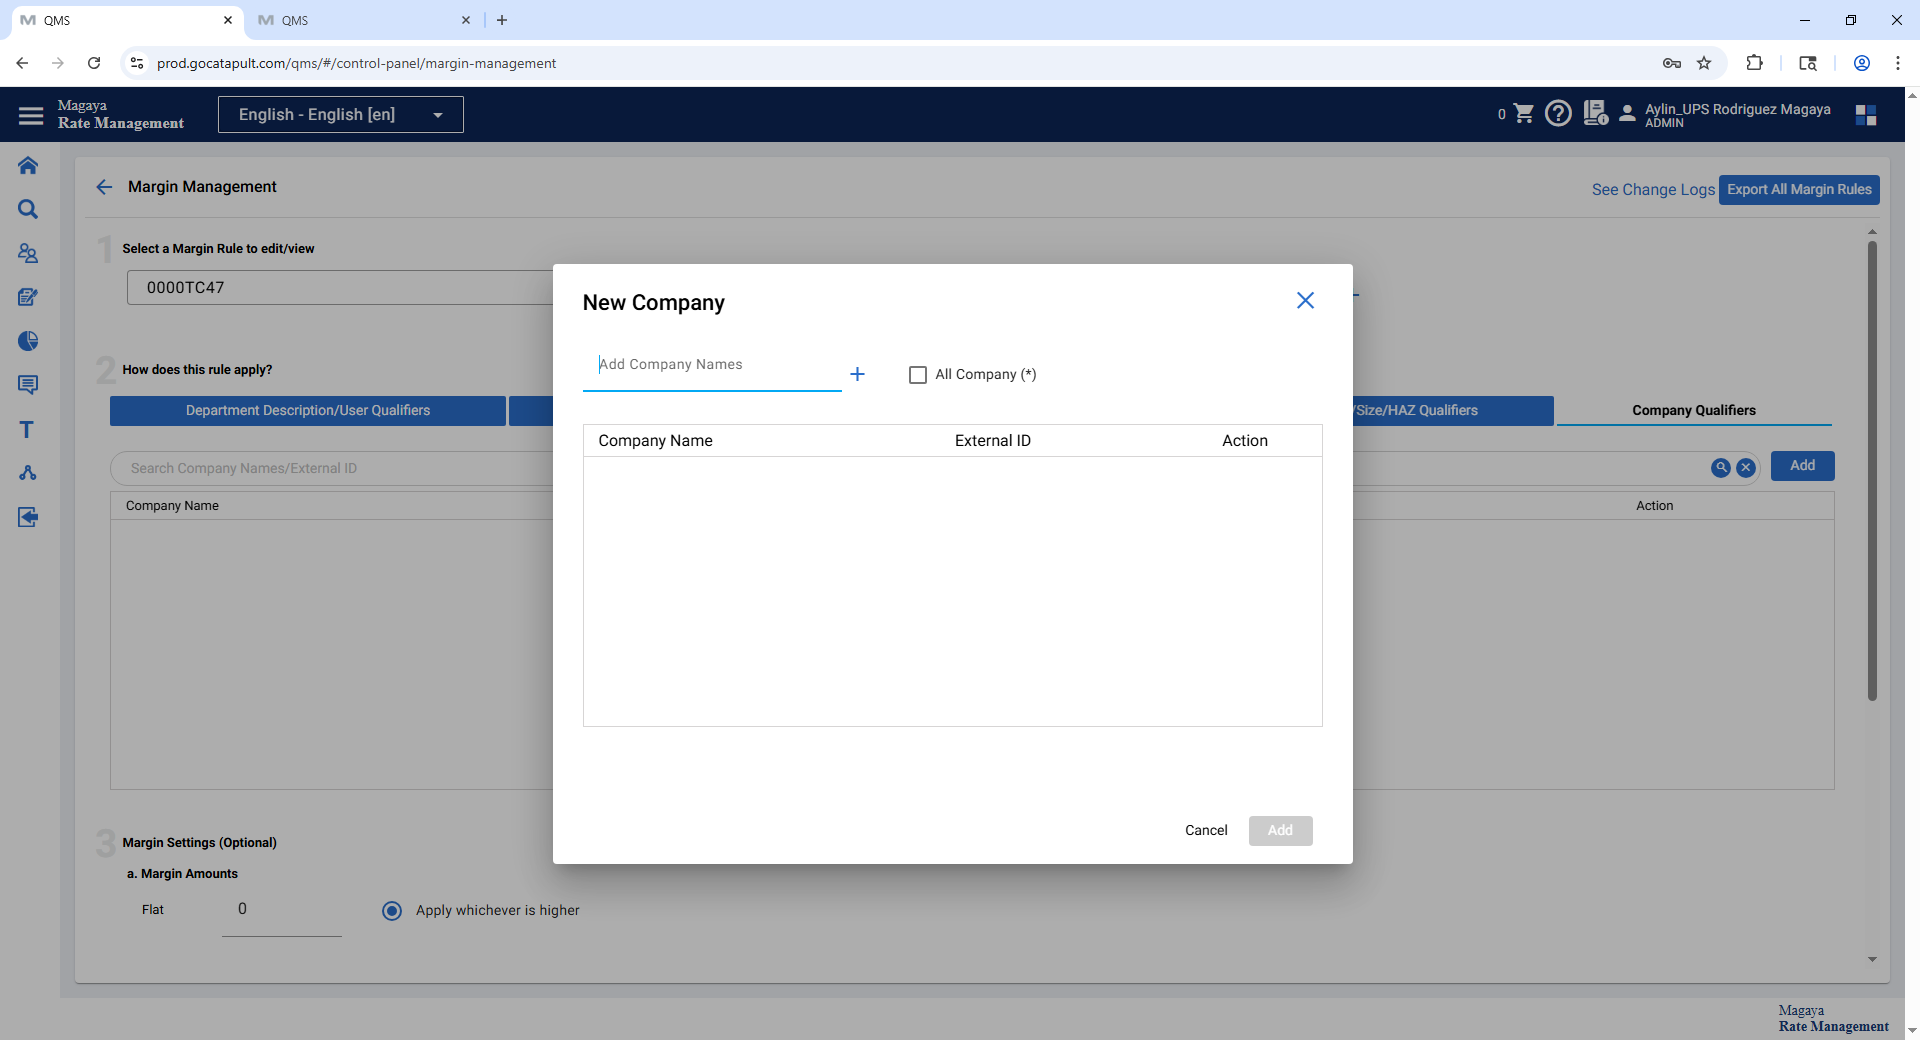 QMS
QMS
prod.gocatapult.com/qms/#/control-panel/margin-management
Magaya
Rate Management
English - English [en]
0
Aylin_UPS Rodriguez Magaya
ADMIN
Margin Management
See Change Logs
Export All Margin Rules
1
Select a Margin Rule to edit/view
0000TC47
New Company
Add Company Names
All Company (*)
2
How does this rule apply?
Department Description/User Qualifiers
/Size/HAZ Qualifiers
Company Qualifiers
Company Name
External ID
Action
Search Company Names/External ID
Add
Company Name
Action
Cancel
Add
3
Margin Settings (Optional)
a. Margin Amounts
Flat
0
Apply whichever is higher
Magaya
Rate Management